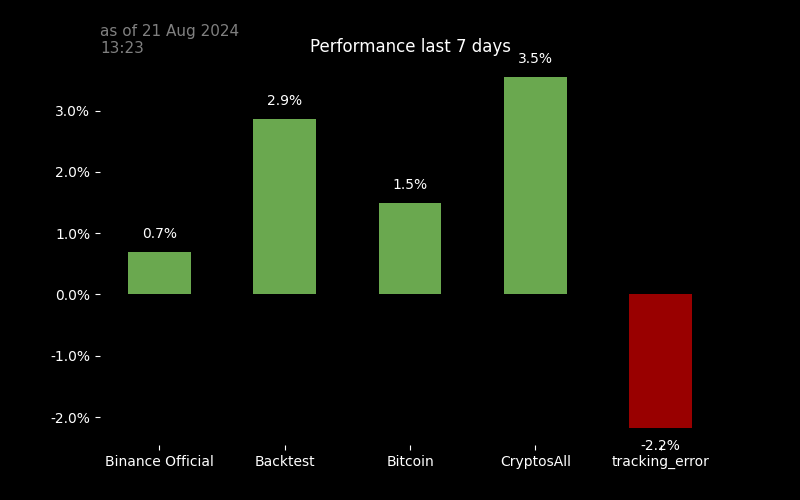 as of 21 Aug 2024
13:23
Performance last 7 days
3.5%
2.9%
1.5%
0.7%
-2.2%
3.0%
2.0%
1.0%
0.0%
-1.0%
-2.0%
Binance Official
Backtest
Bitcoin
CryptosAll
tracking_error